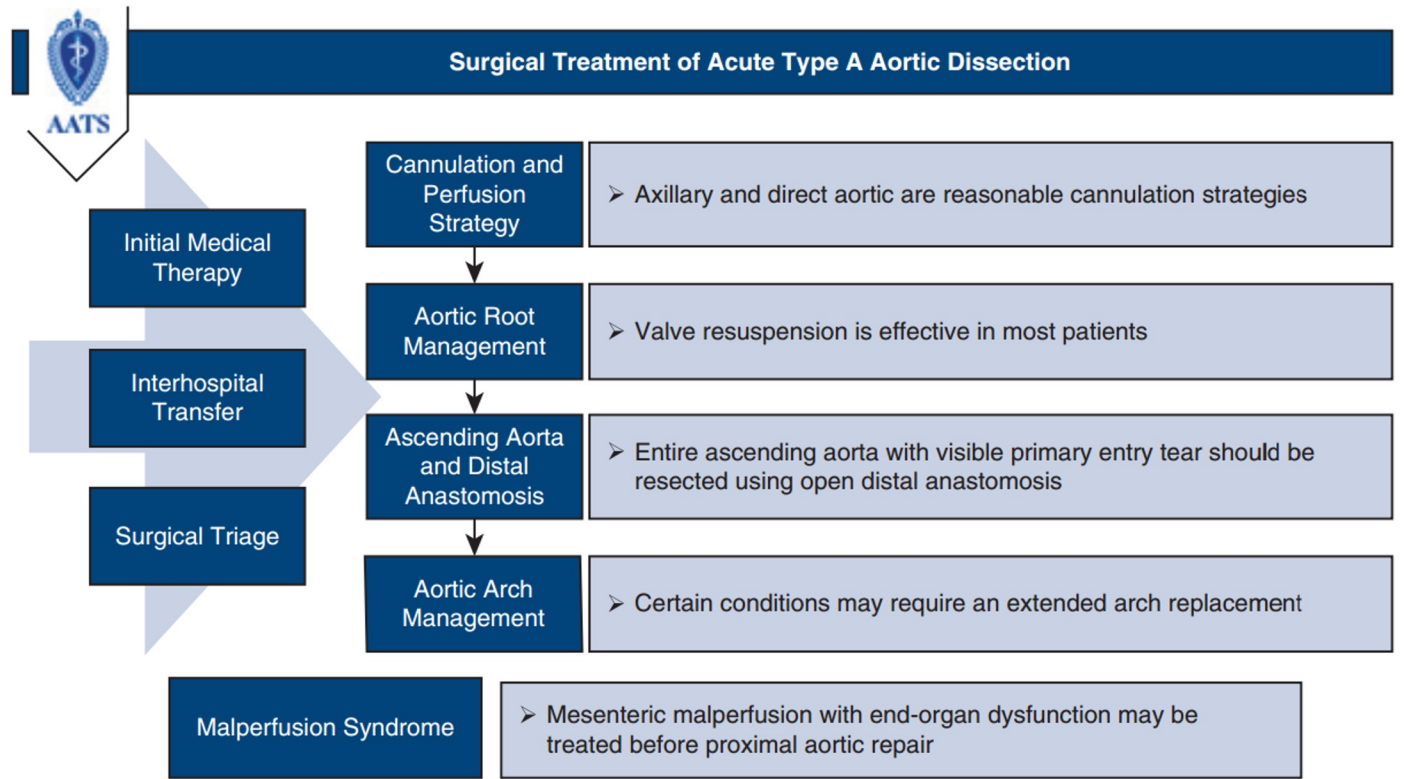 Surgical Treatment of Acute Type A Aortic Dissection
AATS
Initial Medical
Therapy
Interhospital
Transfer
Surgical Triage
Cannulation and
Perfusion
Strategy
➢ Axillary and direct aortic are reasonable cannulation strategies
Aortic Root
Management
➢ Valve resuspension is effective in most patients
Ascending Aorta
and Distal
Anastomosis
➢ Entire ascending aorta with visible primary entry tear should be
resected using open distal anastomosis
Aortic Arch
Management
➢ Certain conditions may require an extended arch replacement
Malperfusion Syndrome
➢ Mesenteric malperfusion with end-organ dysfunction may be
treated before proximal aortic repair